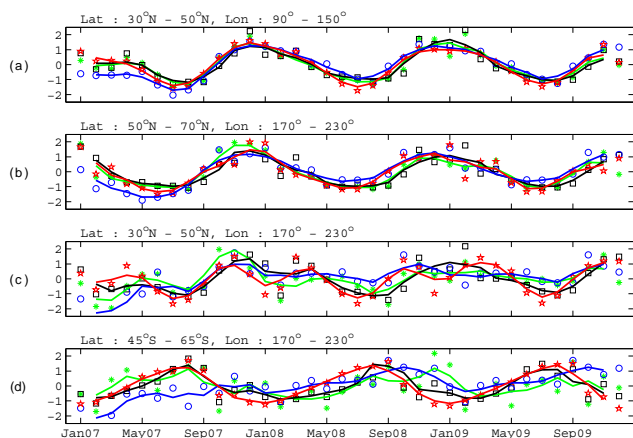 Lat : 30°N - 50°N, Lon : 90° - 150°
2
1
0
-1
-2
(a)
Lat : 50°N - 70°N, Lon : 170° - 230°
2
1
0
-1
-2
(b)
Lat : 30°N - 50°N, Lon : 170° - 230°
2
1
0
-1
-2
(c)
Lat : 45°S - 65°S, Lon : 170° - 230°
2
1
0
-1
-2
(d)
Jan07 May07 Sep07 Jan08 May08 Sep08 Jan09 May09 Sep09